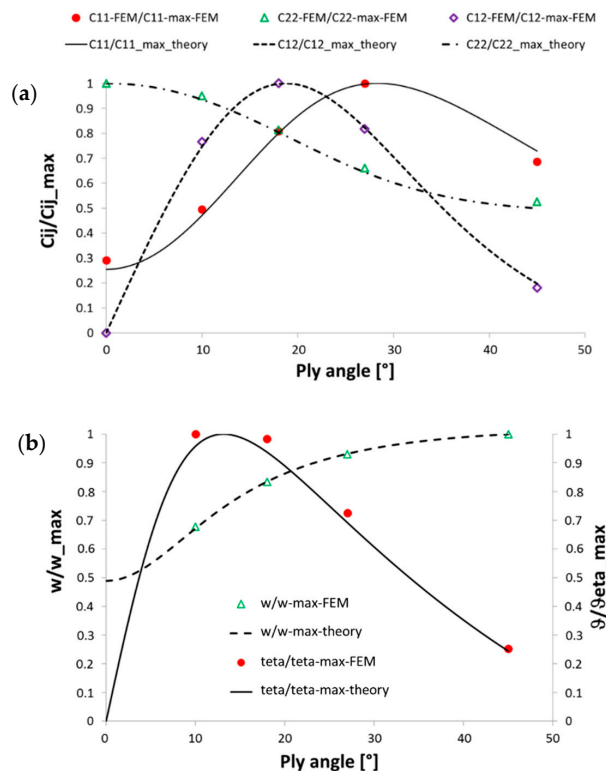 C11-FEM/C11-max-FEM C22-FEM/C22-max-FEM C12-FEM/C12-max-FEM
C11/C11_max_theory C12/C12_max_theory C22/C22_max_theory
(a)
Cij/Cij_max
1
0.9
0.8
0.7
0.6
0.5
0.4
0.3
0.2
0.1
0
0 10 20 30 40 50
Ply angle [°]
(b)
w/w_max
1
0.9
0.8
0.7
0.6
0.5
0.4
0.3
0.2
0.1
0
w/w-max-FEM
w/w-max-theory
teta/teta-max-FEM
teta/teta-max-theory
1
0.9
0.8
0.7
0.6
0.5
0.4
0.3
0.2
0.1
0
ϑ/ϑeta max
0 10 20 30 40 50
Ply angle [°]